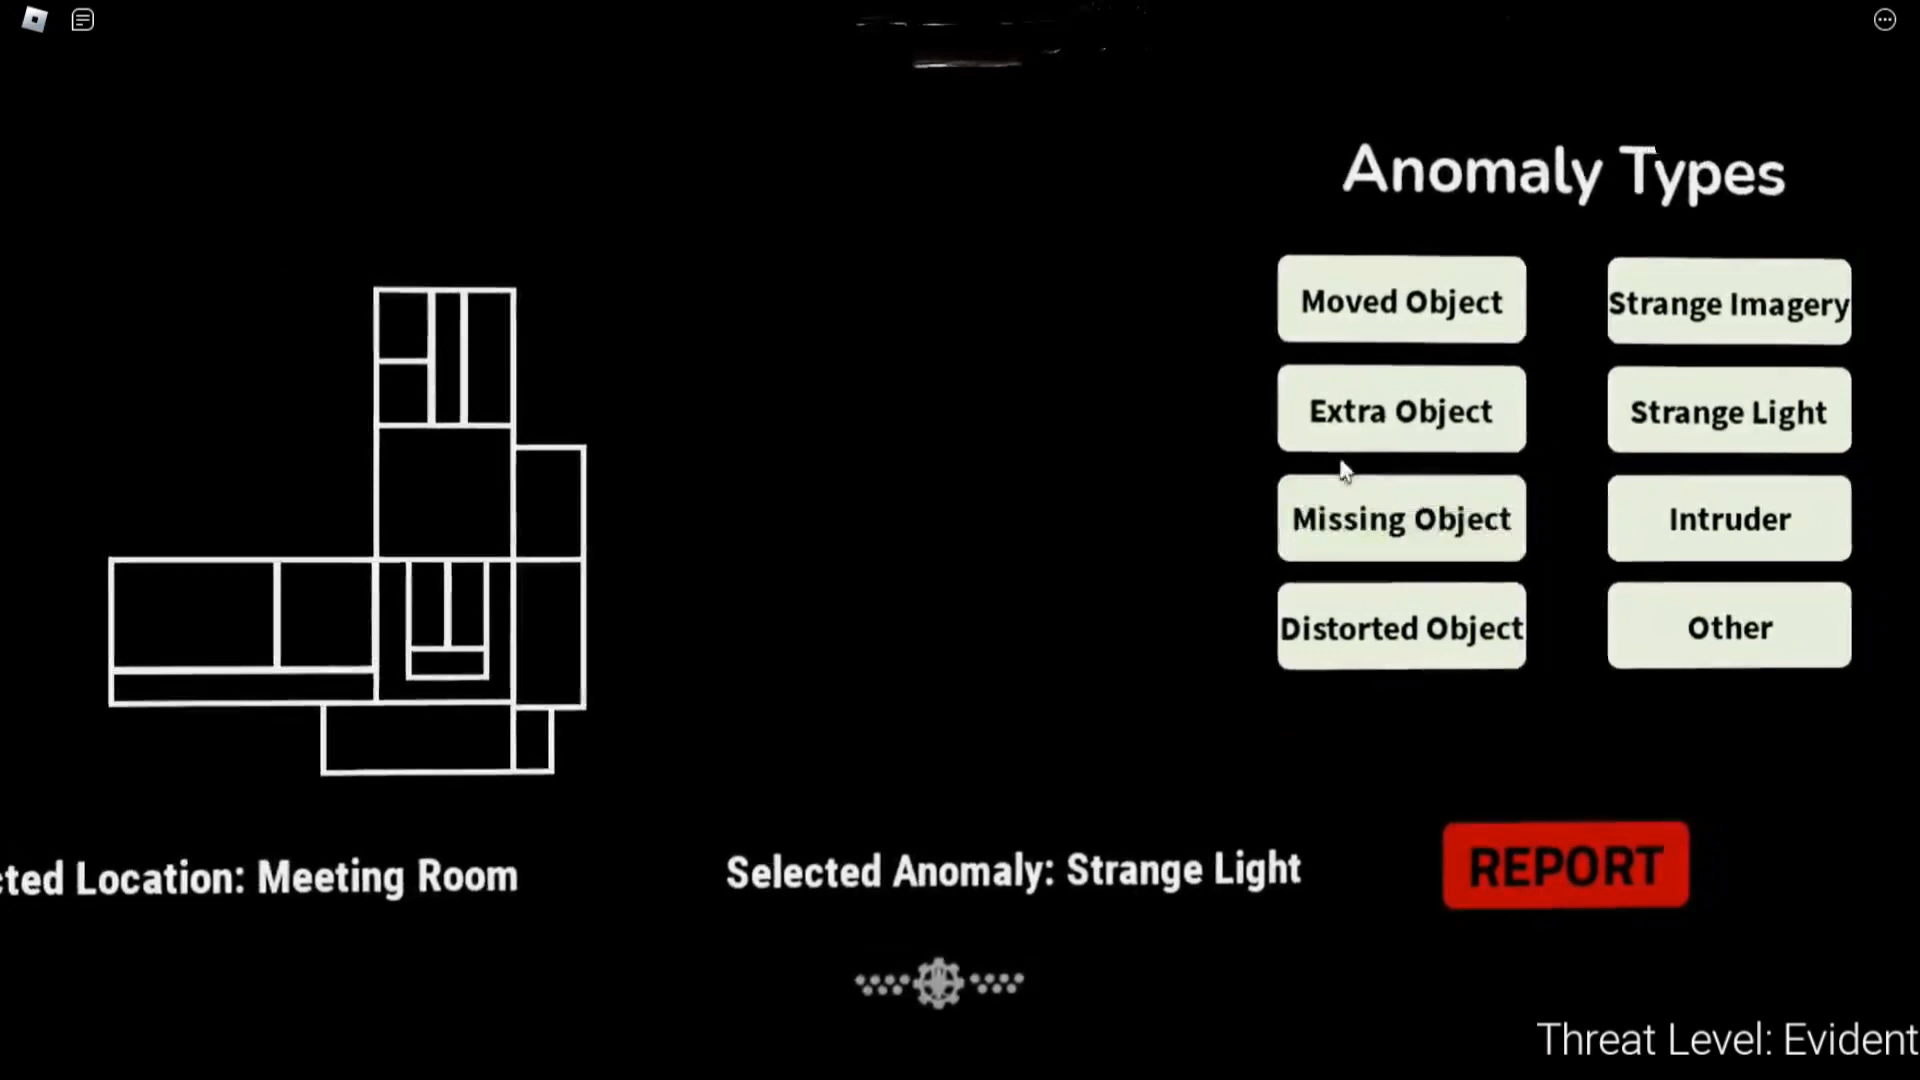 Anomaly Types
Moved Object
Strange Imagery
Extra Object
Strange Light
Missing Object
Intruder
Distorted Object
Other
cted Location: Meeting Room
Selected Anomaly: Strange Light
REPORT
Threat Level: Evident